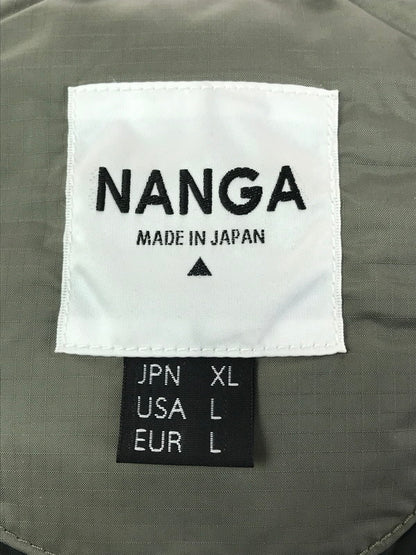 NANGA
MADE IN JAPAN
JPN XL
USA L
EUR L